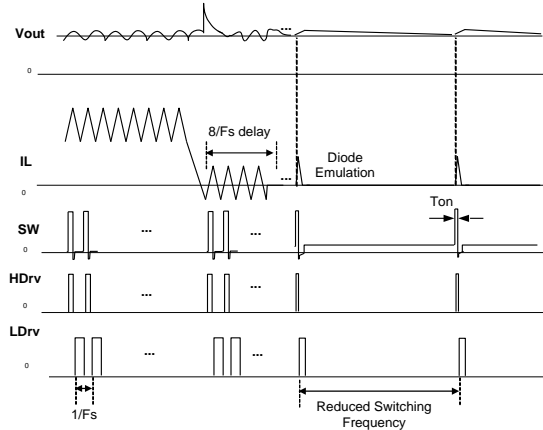 Vout
...
0
8/Fs delay
IL
...
Diode
Emulation
0
Ton
SW
...
...
0
HDrv
...
...
0
LDrv
...
...
0
1/Fs
Reduced Switching
Frequency